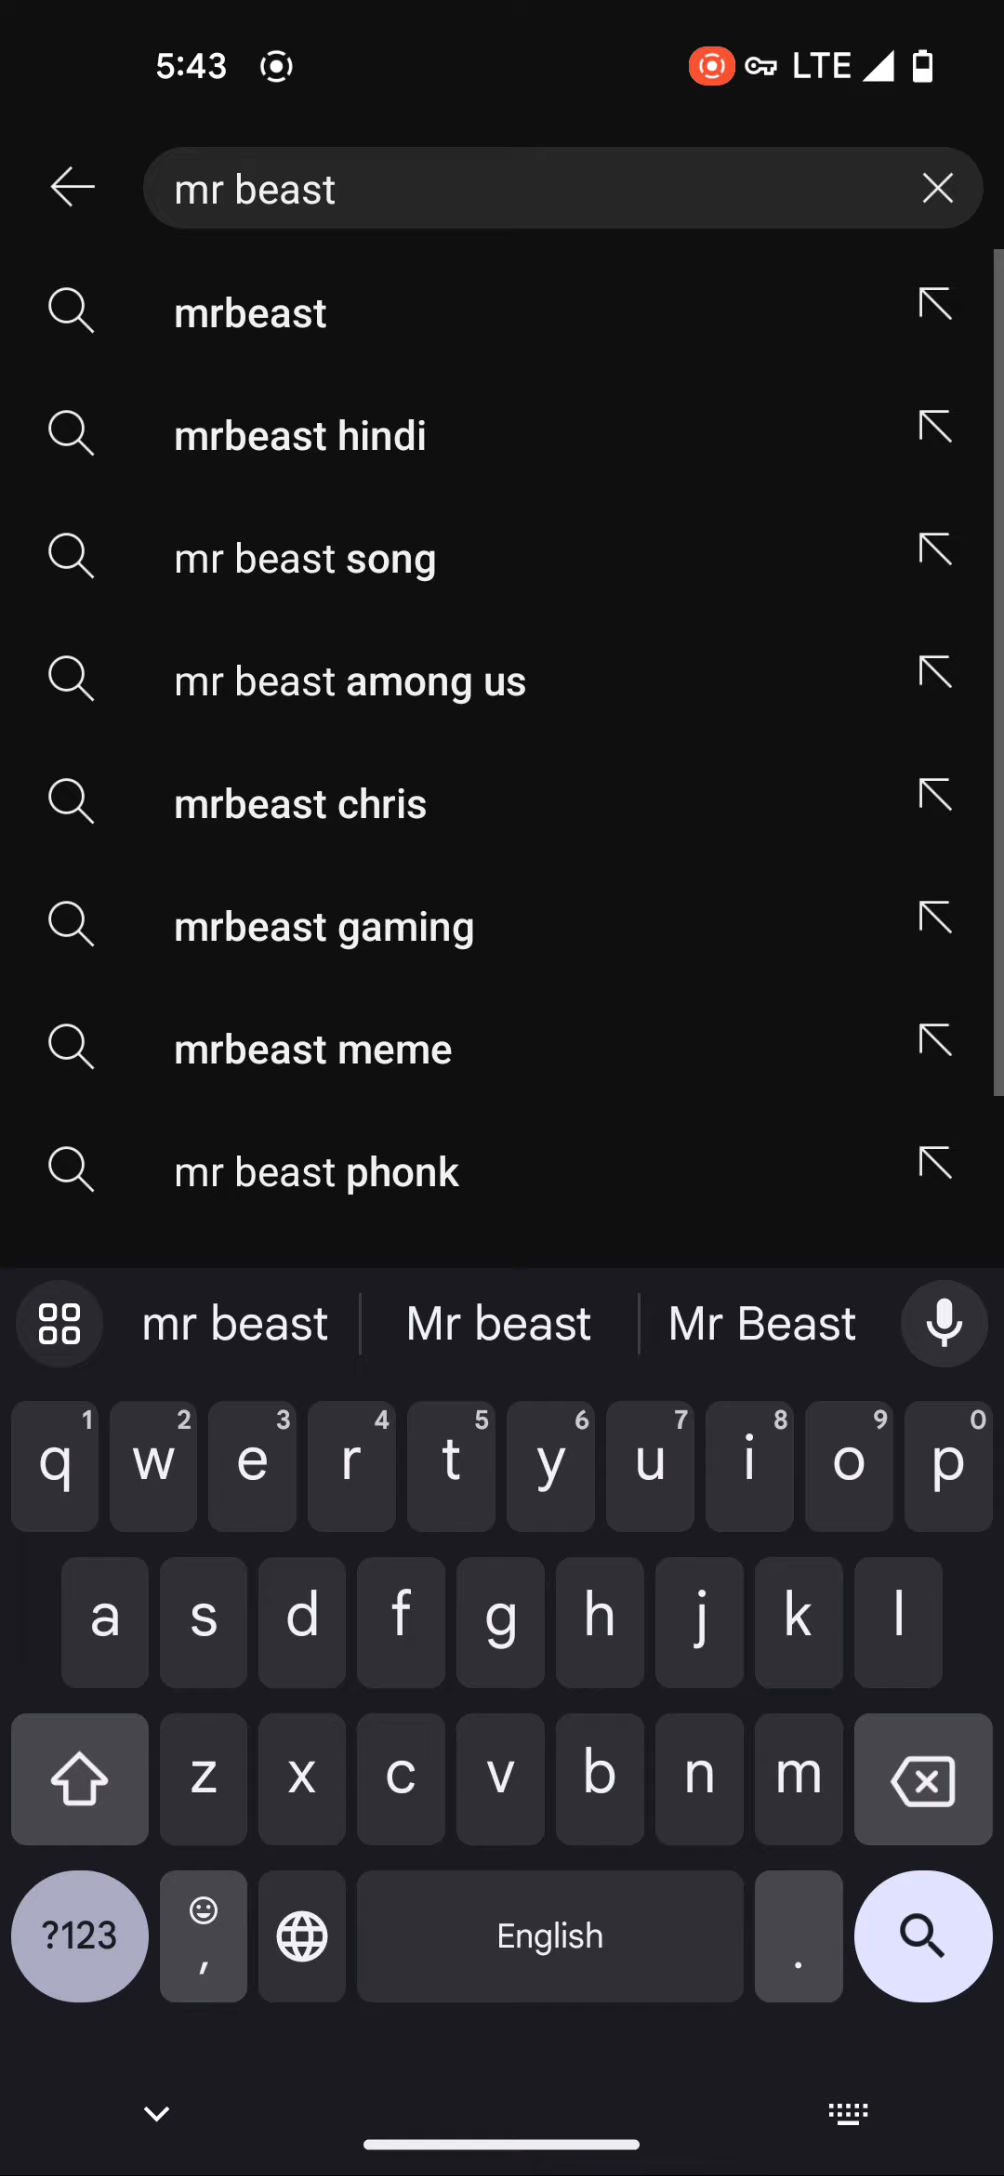 5:43 LTE
mr beast
mrbeast
mrbeast hindi
mr beast song
mr beast among us
mrbeast chris
mrbeast gaming
mrbeast meme
mr beast phonk
mr beast Mr beast Mr Beast
1 2 3 4 5 6 7 8 9 0
q w e r t y u i o p
a s d f g h j k l
z x c v b n m
?123 , English .